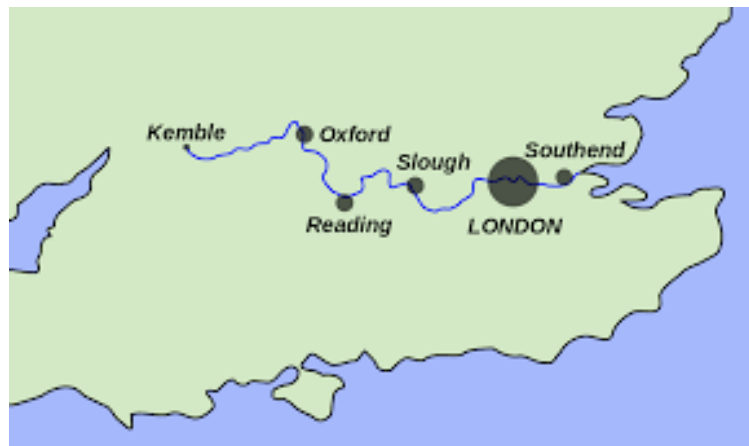 Kemble
Oxford
Slough
Southend
Reading
LONDON